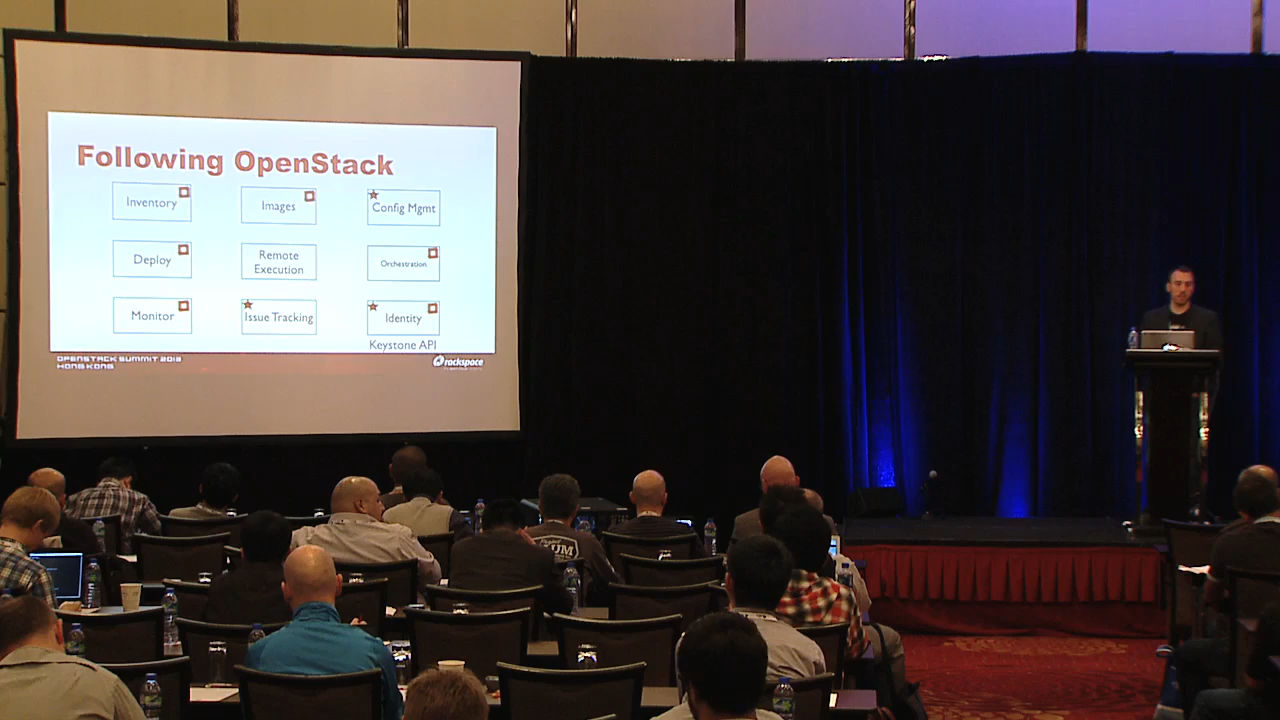 Following OpenStack
Inventory
Images
Config Mgmt
Deploy
Remote
Execution
Orchestration
Monitor
Issue Tracking
Identity
Keystone API
OPENSTACK SUMMIT 2013
HONG KONG
rackspace